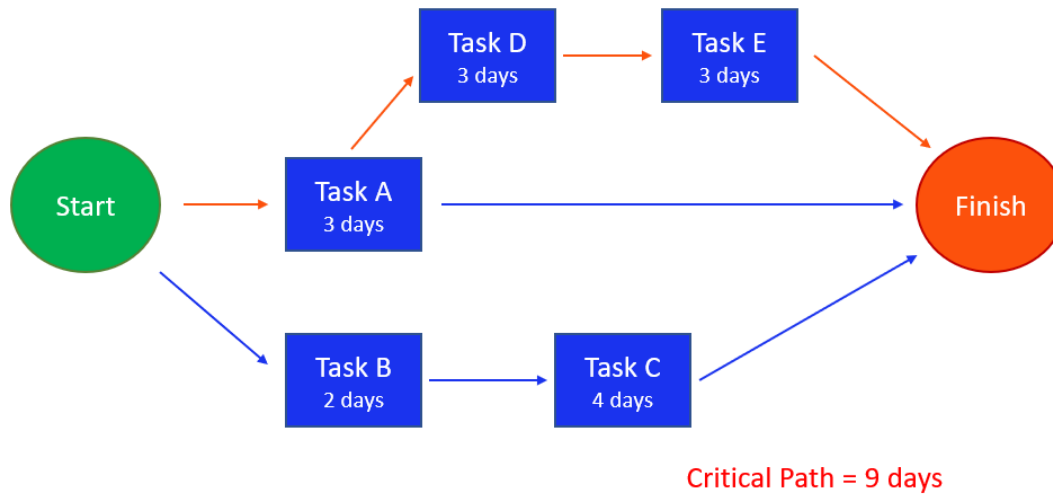 Task D
3 days
Task E
3 days
Start
Task A
3 days
Finish
Task B
2 days
Task C
4 days
Critical Path = 9 days